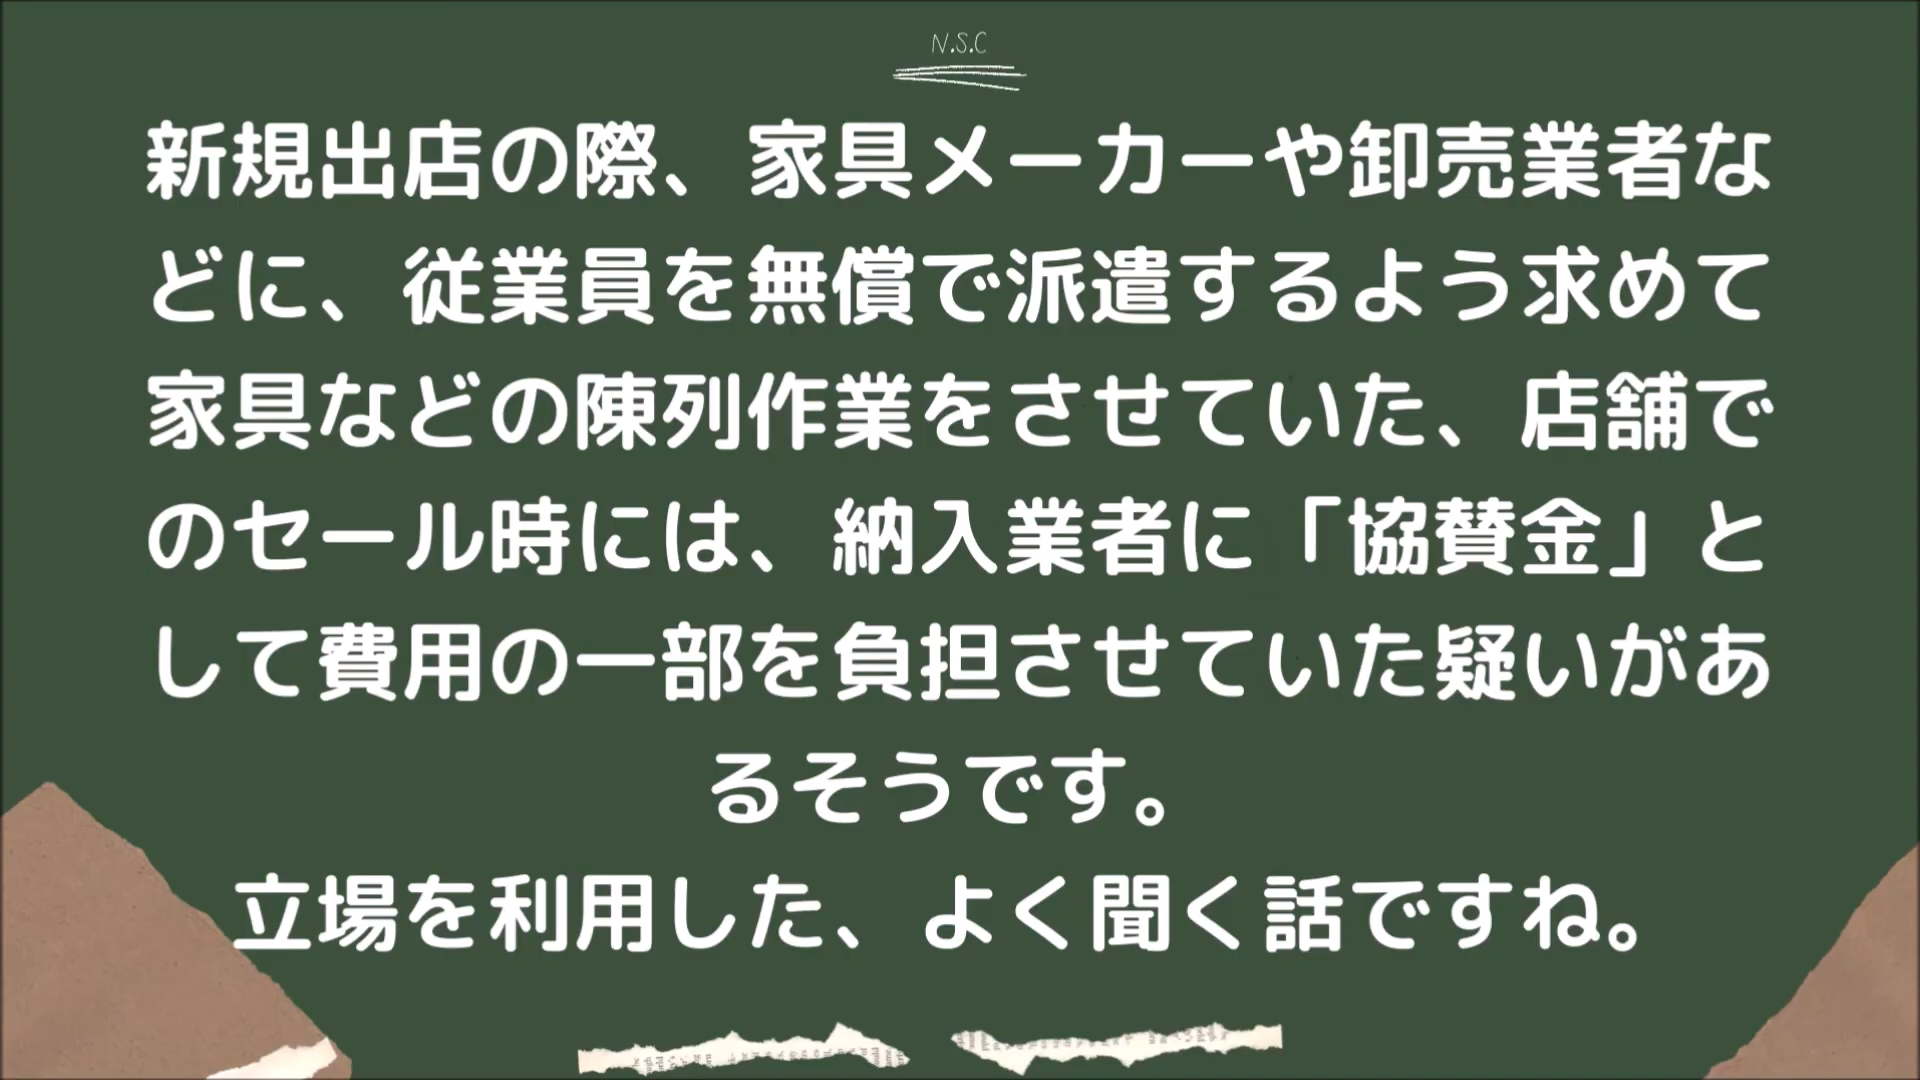 N.S.C
新規出店の際、家具メーカーや卸売業者な
どに、従業員を無償で派遣するよう求めて
家具などの陳列作業をさせていた、店舗で
のセール時には、納入業者に「協賛金」と
して費用の一部を負担させていた疑いがあ
るそうです。
立場を利用した、よく聞く話ですね。